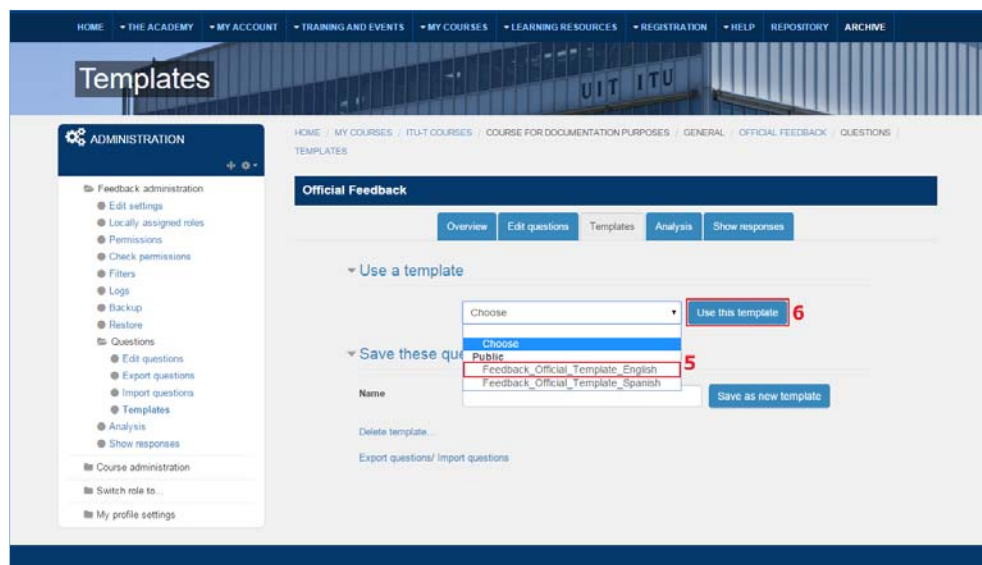 HOME THE ACADEMY MY ACCOUNT TRAINING AND EVENTS MY COURSES LEARNING RESOURCES REGISTRATION HELP REPOSITORY ARCHIVE
Templates
UIT ITU
ADMINISTRATION
Feedback administration
Edit settings
Locally assigned roles
Permissions
Check permissions
Filters
Logs
Backup
Restore
Questions
Edit questions
Export questions
Import questions
Templates
Analysis
Show responses
Course administration
Switch role to...
My profile settings
HOME / MY COURSES / ITU-T COURSES / COURSE FOR DOCUMENTATION PURPOSES / GENERAL / OFFICIAL FEEDBACK / QUESTIONS /
TEMPLATES
Official Feedback
Overview Edit questions Templates Analysis Show responses
Use a template
Choose Use this template 6
Choose
Save these que
Public
Feedback_Official_Template_English 5
Feedback_Official_Template_Spanish
Name Save as new template
Delete template...
Export questions/ Import questions